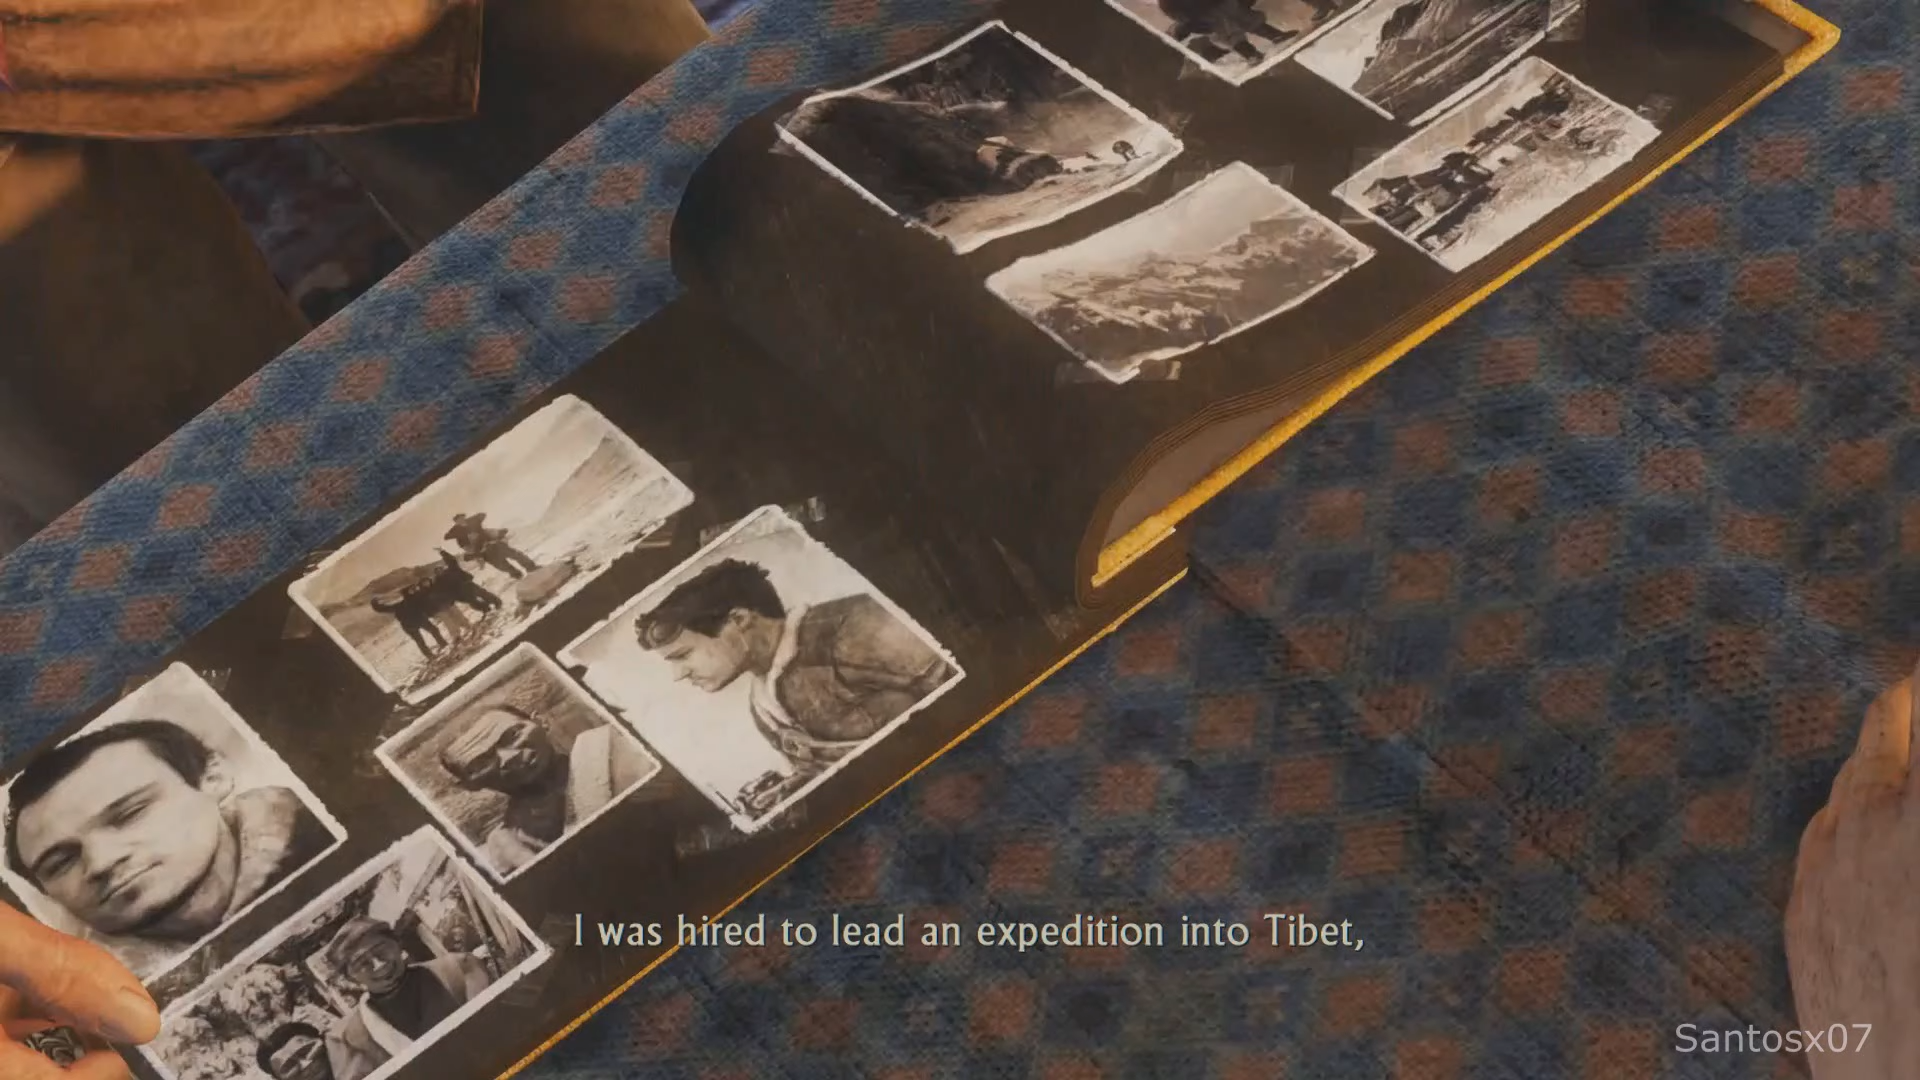 I was hired to lead an expedition into Tibet,
Santosx07